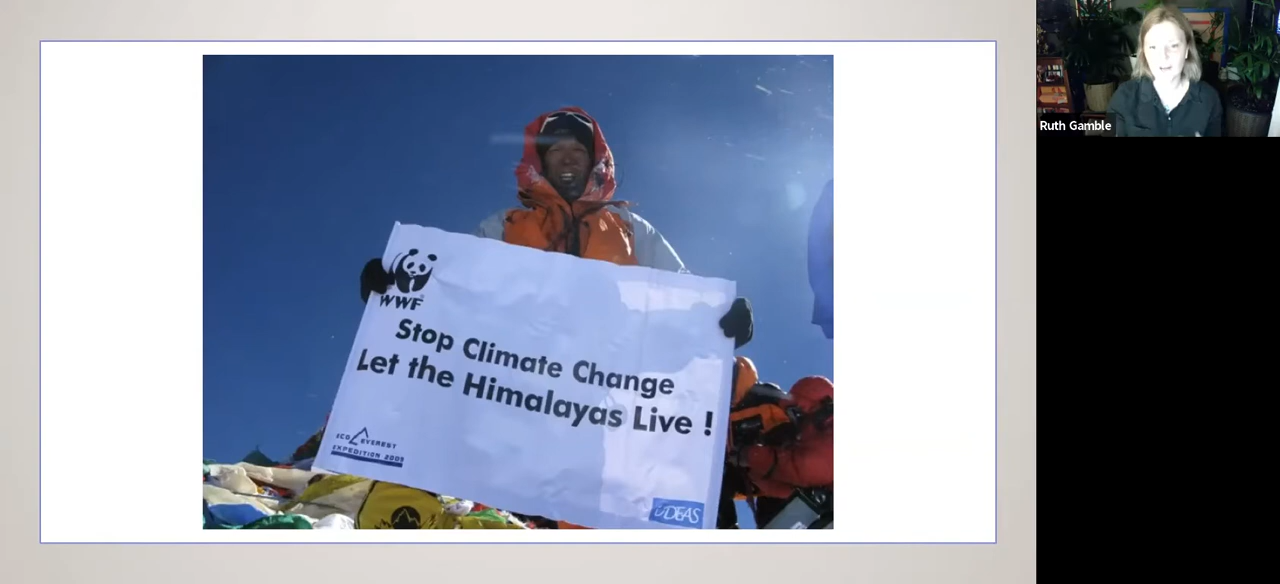 WWF
Stop Climate Change
Let the Himalayas Live !
ECO EVEREST
EXPEDITION 2009
iDEAS
Ruth Gamble